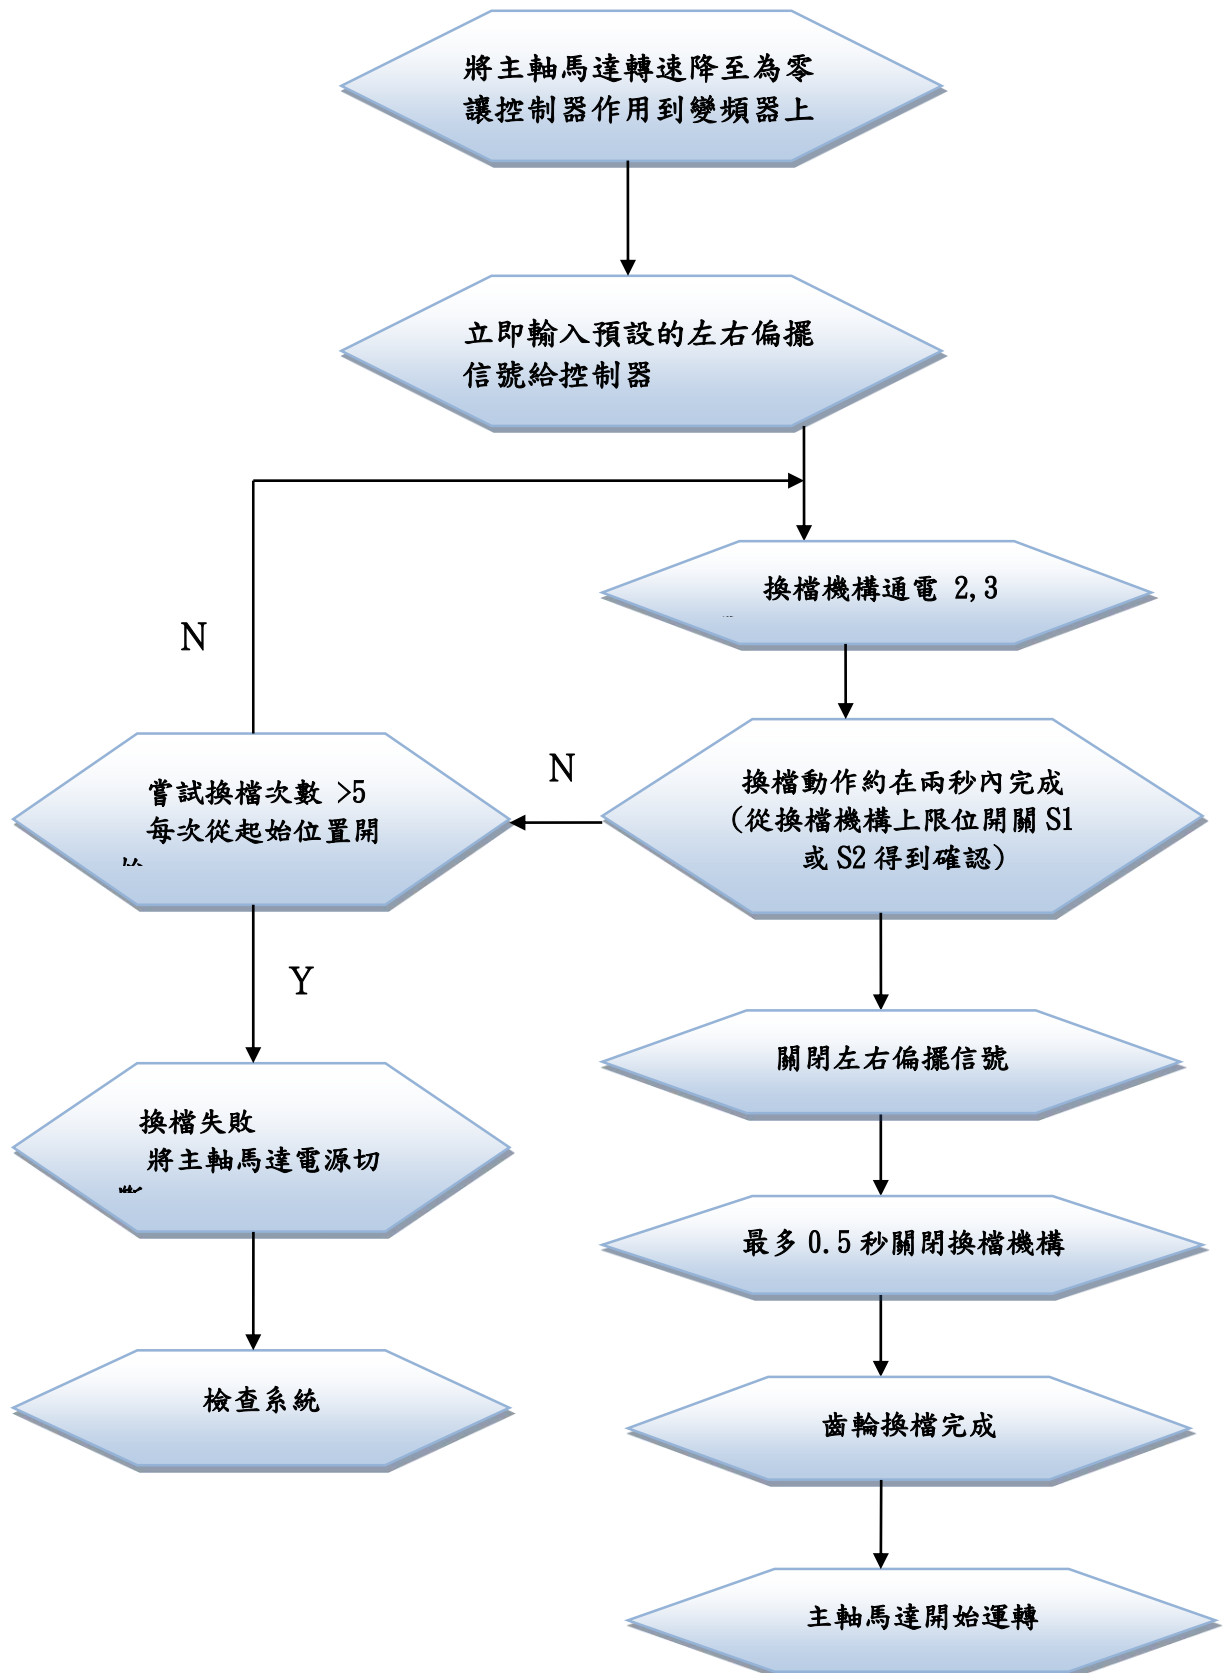 將主軸馬達轉速降至為零
讓控制器作用到變頻器上
立即輸入預設的左右偏擺
信號給控制器
換檔機構通電 2,3
N
N
嘗試換檔次數 >5
每次從起始位置開
換檔動作約在兩秒內完成
(從換檔機構上限位開關 S1
或 S2 得到確認)
Y
關閉左右偏擺信號
換檔失敗
將主軸馬達電源切
最多 0.5 秒關閉換檔機構
檢查系統
齒輪換檔完成
主軸馬達開始運轉